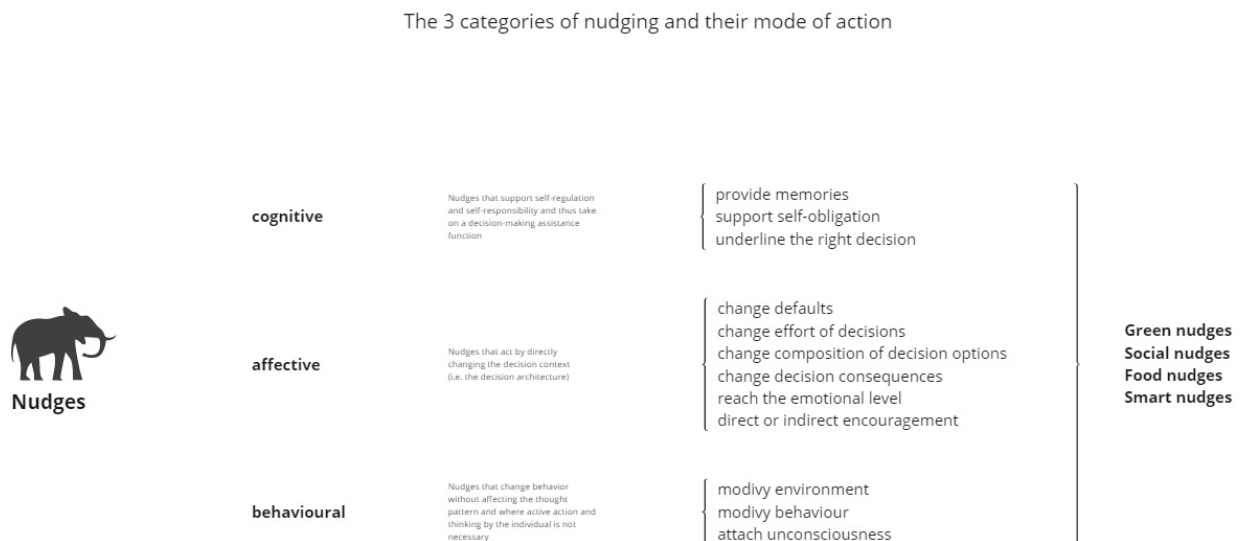 The 3 categories of nudging and their mode of action
cognitive
Nudges that support self-regulation
and self-responsibility and thus take
on a decision-making assistance
function
provide memories
support self-obligation
underline the right decision
Nudges
affective
Nudges that act by directly
changing the decision context
(i.e. the decision architecture)
change defaults
change effort of decisions
change composition of decision options
change decision consequences
reach the emotional level
direct or indirect encouragement
behavioural
Nudges that change behavior
without affecting the thought
pattern and where active action and
thinking by the individual is not
necessary
modivy environment
modivy behaviour
attach unconsciousness
Green nudges
Social nudges
Food nudges
Smart nudges